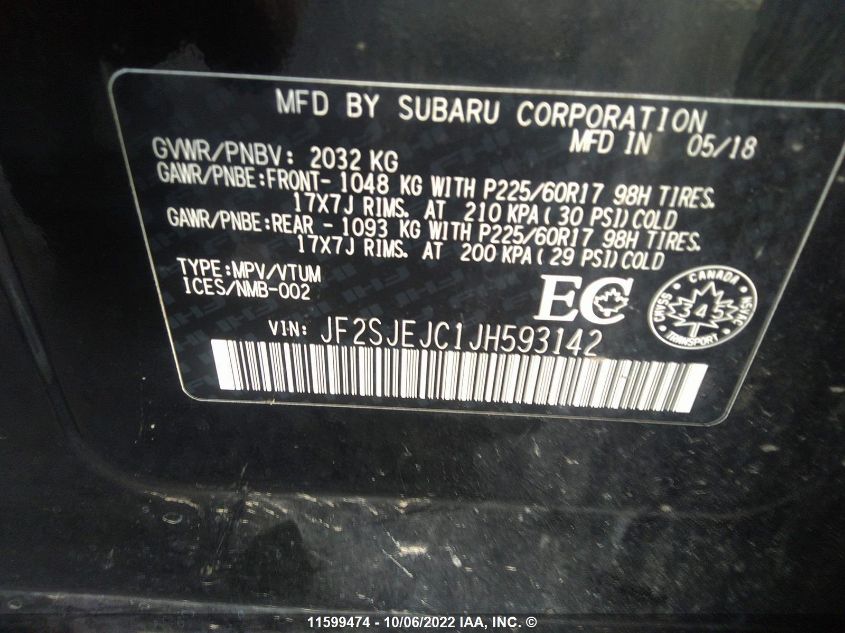 MFD BY SUBARU CORPORATION
MFD IN 05/18
GVWR/PNBV: 2032 KG
GAWR/PNBE:FRONT- 1048 KG WITH P225/60R17 98H TIRES.
17X7J RIMS. AT 210 KPA( 30 PSI)COLD
GAWR/PNBE:REAR - 1093 KG WITH P225/60R17 98H TIRES.
17X7J RIMS. AT 200 KPA( 29 PSI)COLD
TYPE:MPV/VTUM
ICES/NMB-002
EC
CANADA
CMVSS
NSVAC
343
TRANSPORT
VIN: JF2SJEJC1JH593142
11599474 - 10/06/2022 IAA, INC. ©